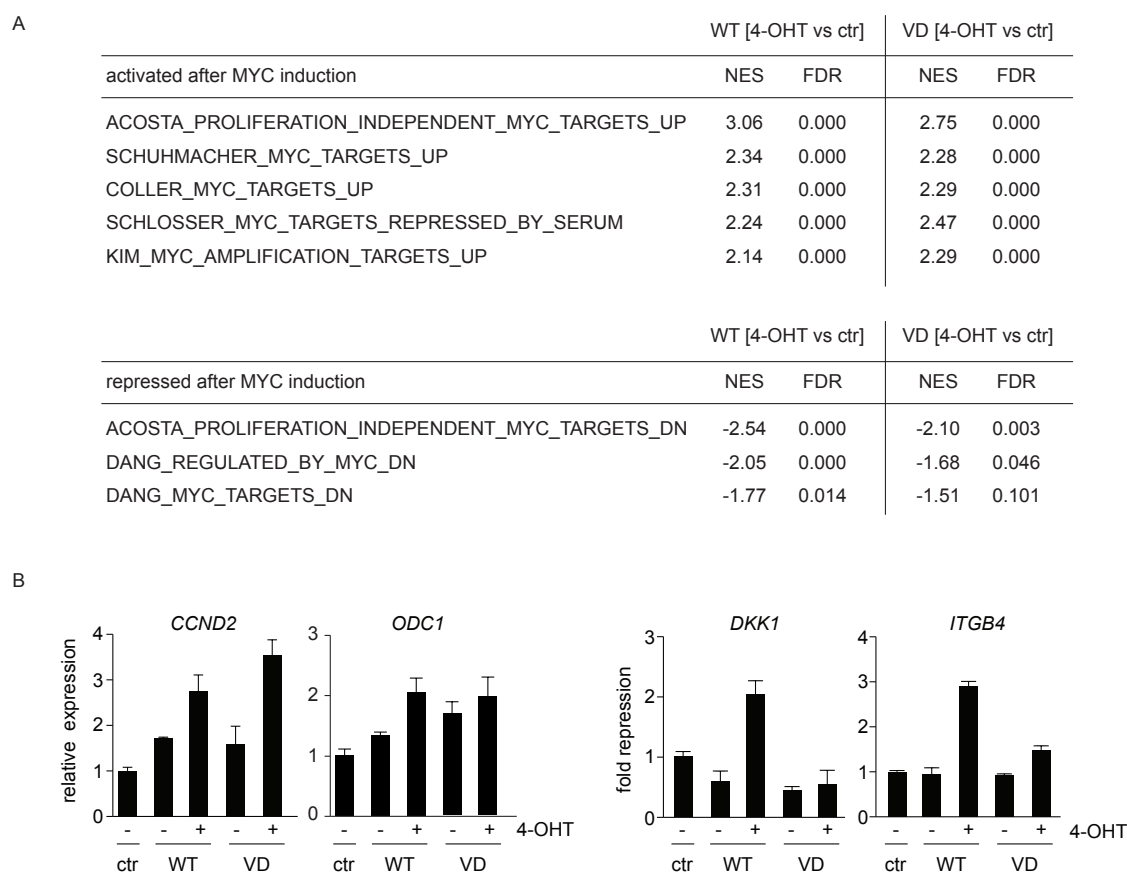 A
WT [4-OHT vs ctr] VD [4-OHT vs ctr]
activated after MYC induction NES FDR NES FDR
ACOSTA_PROLIFERATION_INDEPENDENT_MYC_TARGETS_UP 3.06 0.000 2.75 0.000
SCHUHMACHER_MYC_TARGETS_UP 2.34 0.000 2.28 0.000
COLLER_MYC_TARGETS_UP 2.31 0.000 2.29 0.000
SCHLOSSER_MYC_TARGETS_REPRESSED_BY_SERUM 2.24 0.000 2.47 0.000
KIM_MYC_AMPLIFICATION_TARGETS_UP 2.14 0.000 2.29 0.000
WT [4-OHT vs ctr] VD [4-OHT vs ctr]
repressed after MYC induction NES FDR NES FDR
ACOSTA_PROLIFERATION_INDEPENDENT_MYC_TARGETS_DN -2.54 0.000 -2.10 0.003
DANG_REGULATED_BY_MYC_DN -2.05 0.000 -1.68 0.046
DANG_MYC_TARGETS_DN -1.77 0.014 -1.51 0.101
B
CCND2 ODC1 DKK1 ITGB4
relative expression
4
3
2
1
0
3
2
1
0
fold repression
3
2
1
0
4
3
2
1
0
- - + - + - - + - + 4-OHT - - + - + - - + - + 4-OHT
ctr WT VD ctr WT VD ctr WT VD ctr WT VD